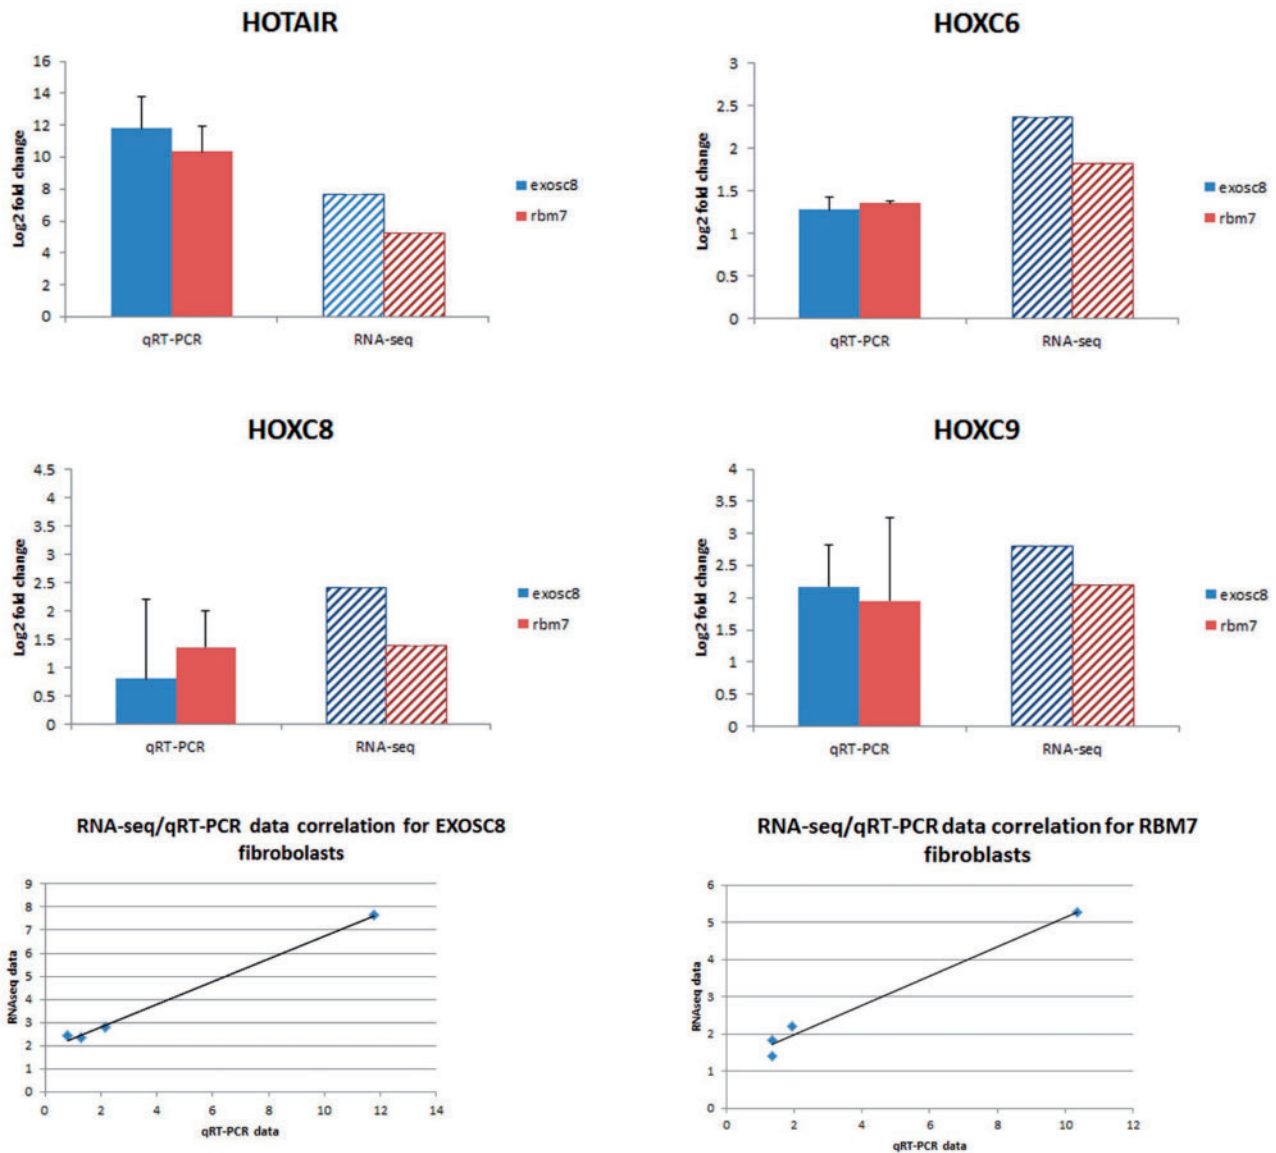 HOTAIR
16
14
12
10
8
6
4
2
0
Log2 fold change
qRT-PCR
RNA-seq
exosc8
rbm7
HOXC6
3
2.5
2
1.5
1
0.5
0
Log2 fold change
qRT-PCR
RNA-seq
exosc8
rbm7
HOXC8
4.5
4
3.5
3
2.5
2
1.5
1
0.5
0
Log2 fold change
qRT-PCR
RNA-seq
exosc8
rbm7
HOXC9
4
3.5
3
2.5
2
1.5
1
0.5
0
Log2 fold change
qRT-PCR
RNA-seq
exosc8
rbm7
RNA-seq/qRT-PCR data correlation for EXOSC8
fibrobolasts
9
8
7
6
5
4
3
2
1
0
RNAseq data
0 2 4 6 8 10 12 14
qRT-PCR data
RNA-seq/qRT-PCR data correlation for RBM7
fibroblasts
6
5
4
3
2
1
0
RNAseq data
0 2 4 6 8 10 12
qRT-PCR data